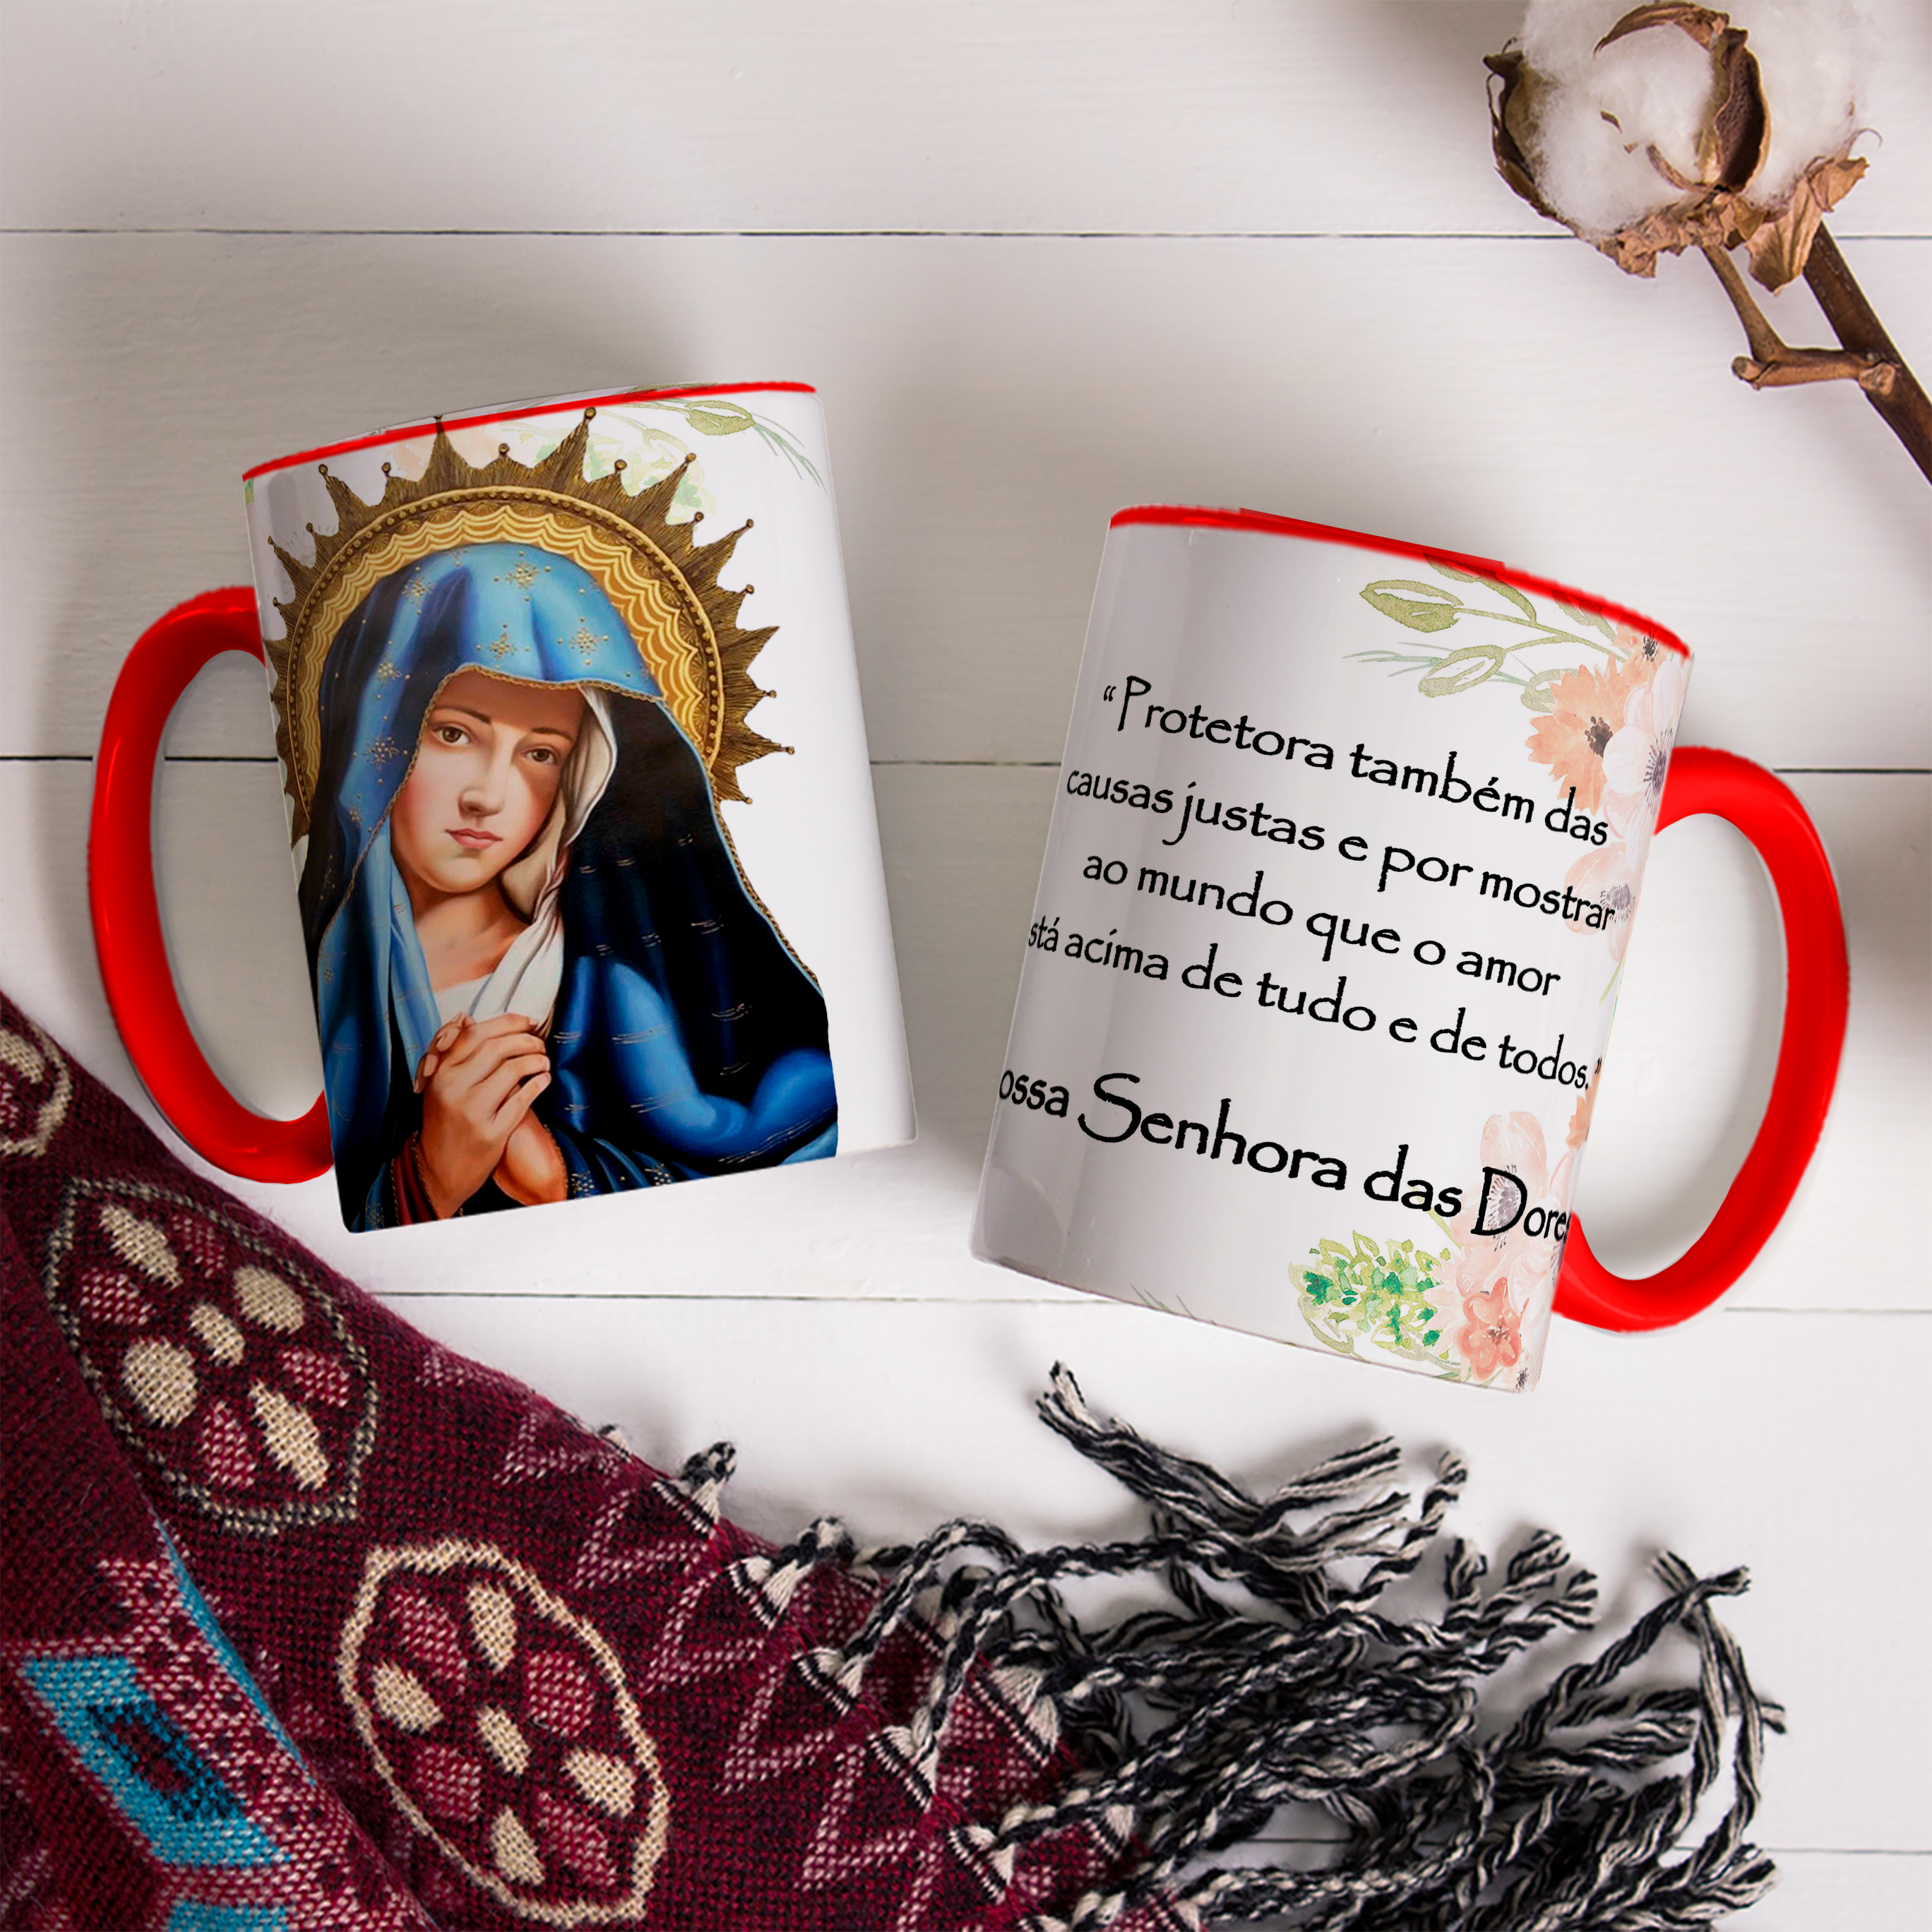 “Protetora também das
causas justas e por mostrar
ao mundo que o amor
stá acima de tudo e de todos.”
ossa Senhora das Dores